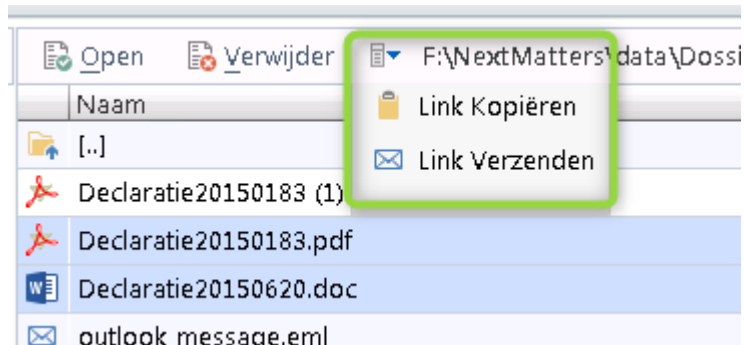 Open Verwijder F:\NextMatters\data\Dossi
Naam
Link Kopiëren
[..]
Link Verzenden
Declaratie20150183 (1)
Declaratie20150183.pdf
Declaratie20150620.doc
outlook message.eml